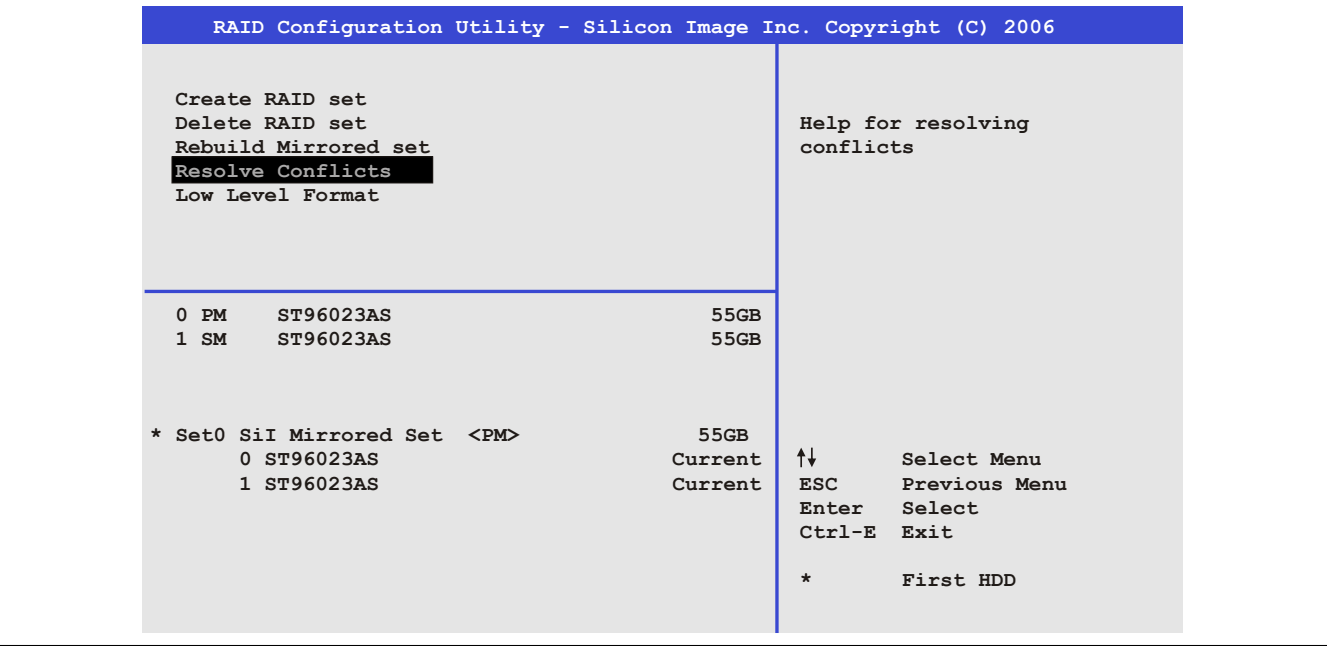 RAID Configuration Utility - Silicon Image Inc. Copyright (C) 2006
Create RAID set
Delete RAID set
Rebuild Mirrored set
Resolve Conflicts
Low Level Format
Help for resolving
conflicts
0 PM ST96023AS 55GB
1 SM ST96023AS 55GB
* Set0 SiI Mirrored Set <PM> 55GB
0 ST96023AS Current
1 ST96023AS Current
↑↓ Select Menu
ESC Previous Menu
Enter Select
Ctrl-E Exit
* First HDD